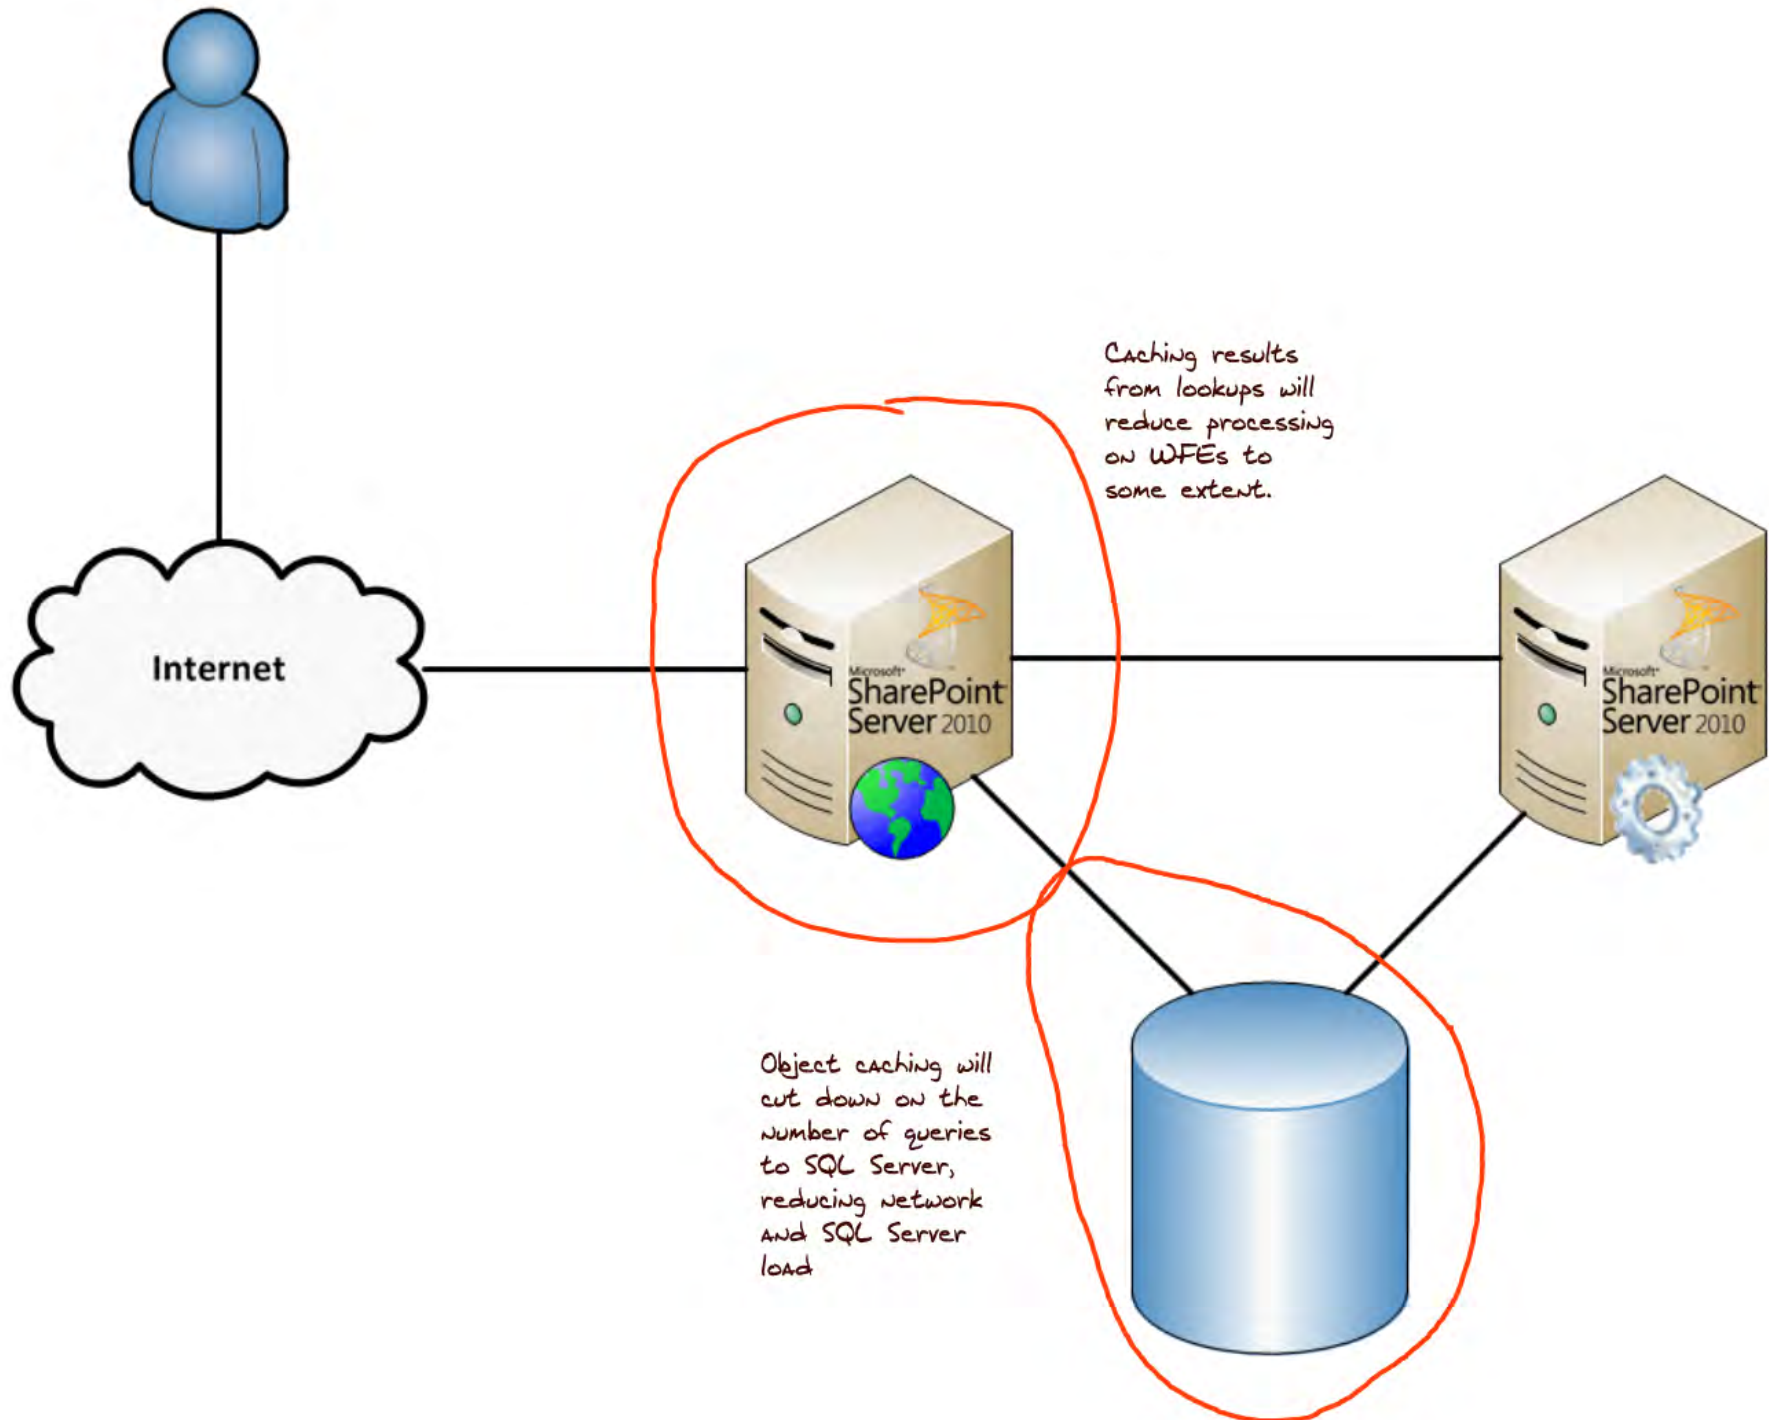 Caching results
from lookups will
reduce processing
on WFEs to
some extent.
Internet
Microsoft®
SharePoint
Server 2010
Microsoft®
SharePoint
Server 2010
Object caching will
cut down on the
number of queries
to SQL Server,
reducing network
and SQL Server
load